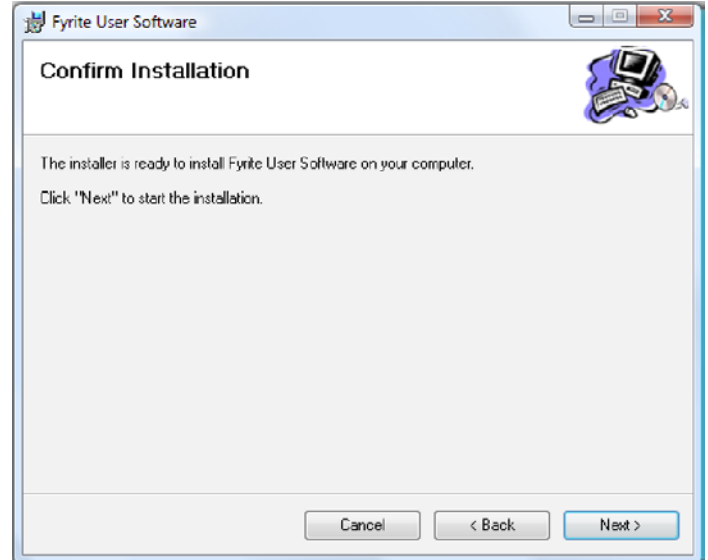 Fyrite User Software
Confirm Installation
The installer is ready to install Fyrite User Software on your computer.
Click "Next" to start the installation.
Cancel
< Back
Next >